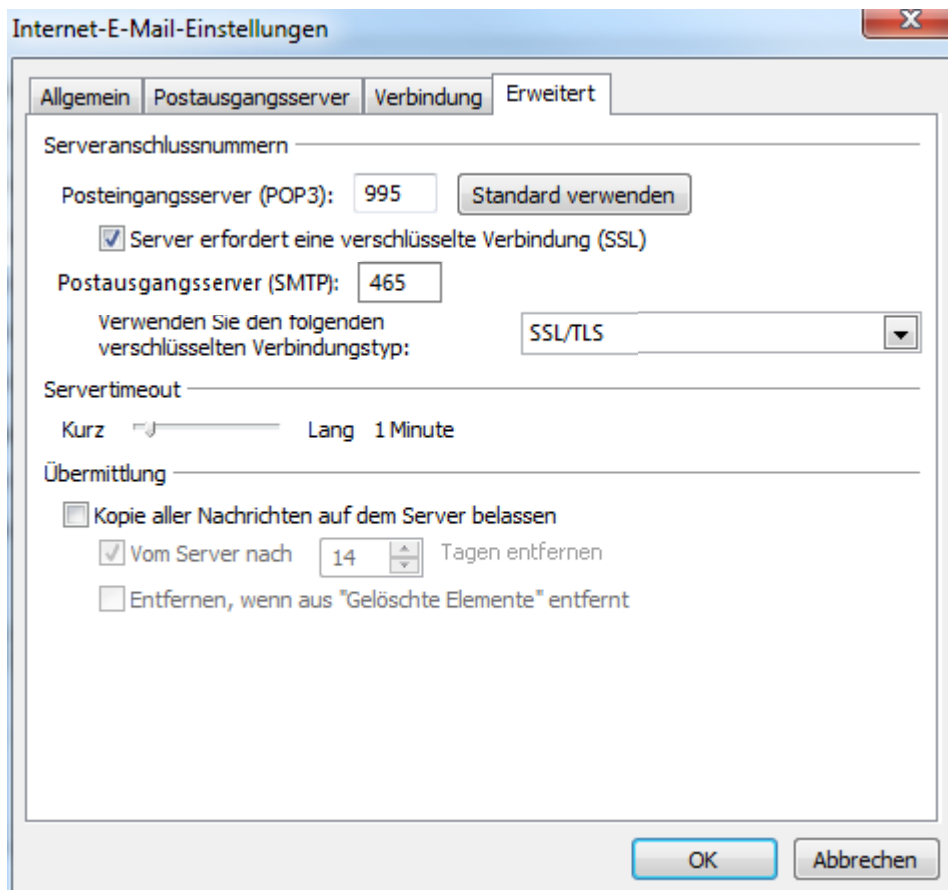 Internet-E-Mail-Einstellungen
Allgemein Postausgangsserver Verbindung Erweitert
Serveranschlussnummern
Posteingangsserver (POP3): 995 Standard verwenden
Server erfordert eine verschlüsselte Verbindung (SSL)
Postausgangsserver (SMTP): 465
Verwenden Sie den folgenden
verschlüsselten Verbindungstyp: SSL/TLS
Servertimeout
Kurz Lang 1 Minute
Übermittlung
Kopie aller Nachrichten auf dem Server belassen
Vom Server nach 14 Tagen entfernen
Entfernen, wenn aus "Gelöschte Elemente" entfernt
OK Abbrechen